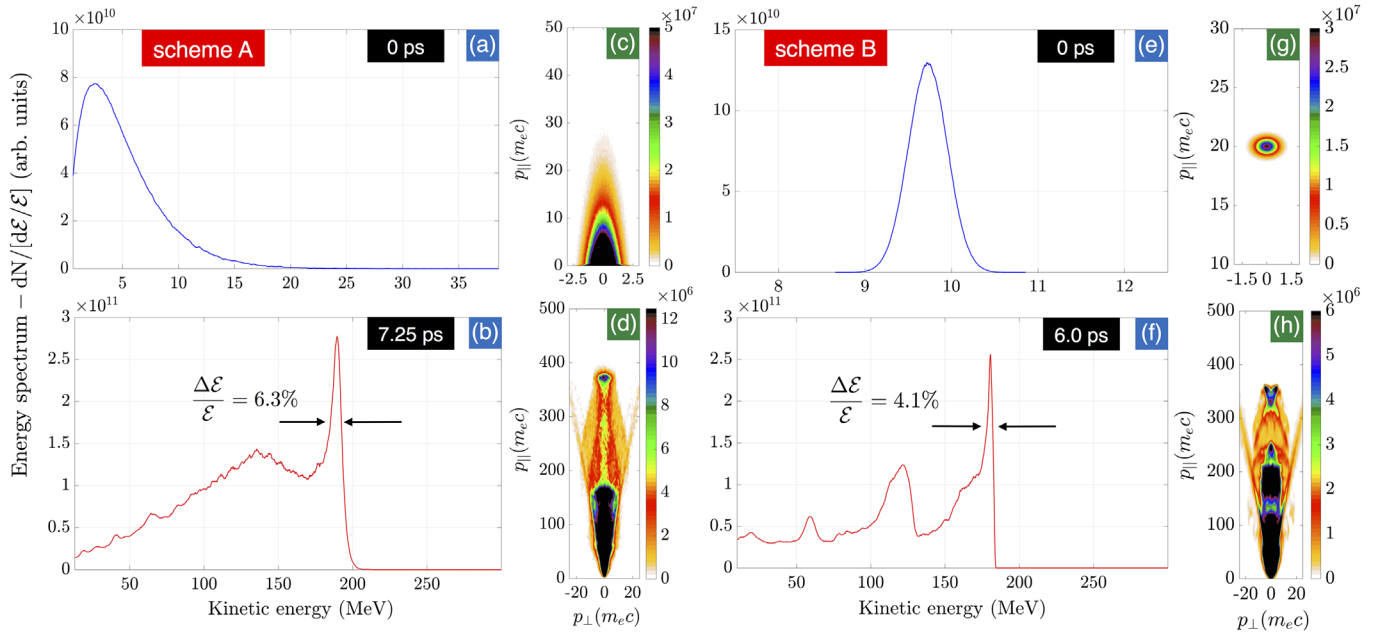 Energy spectrum − dN/[dℰ/ℰ] (arb. units)
×10¹⁰
scheme A
0 ps
(a)
10
8
6
4
2
0
5 10 15 20 25 30 35
×10¹¹
7.25 ps
(b)
Δℰ/ℰ = 6.3%
3
2.5
2
1.5
1
0.5
0
50 100 150 200 250
Kinetic energy (MeV)
×10⁷
(c)
p||(mₑc)
50
40
30
20
10
0
-2.5 0 2.5
5
4
3
2
1
0
×10⁶
(d)
p||(mₑc)
500
400
300
200
100
0
-20 0 20
p⊥(mₑc)
12
10
8
6
4
2
0
×10¹⁰
scheme B
0 ps
(e)
15
10
5
0
8 9 10 11 12
×10¹¹
6.0 ps
(f)
Δℰ/ℰ = 4.1%
3
2.5
2
1.5
1
0.5
0
50 100 150 200 250
Kinetic energy (MeV)
×10⁷
(g)
p||(mₑc)
30
25
20
15
10
-1.5 0 1.5
3
2.5
2
1.5
1
0.5
0
×10⁶
(h)
p||(mₑc)
500
400
300
200
100
0
-25 0 25
p⊥(mₑc)
6
5
4
3
2
1
0